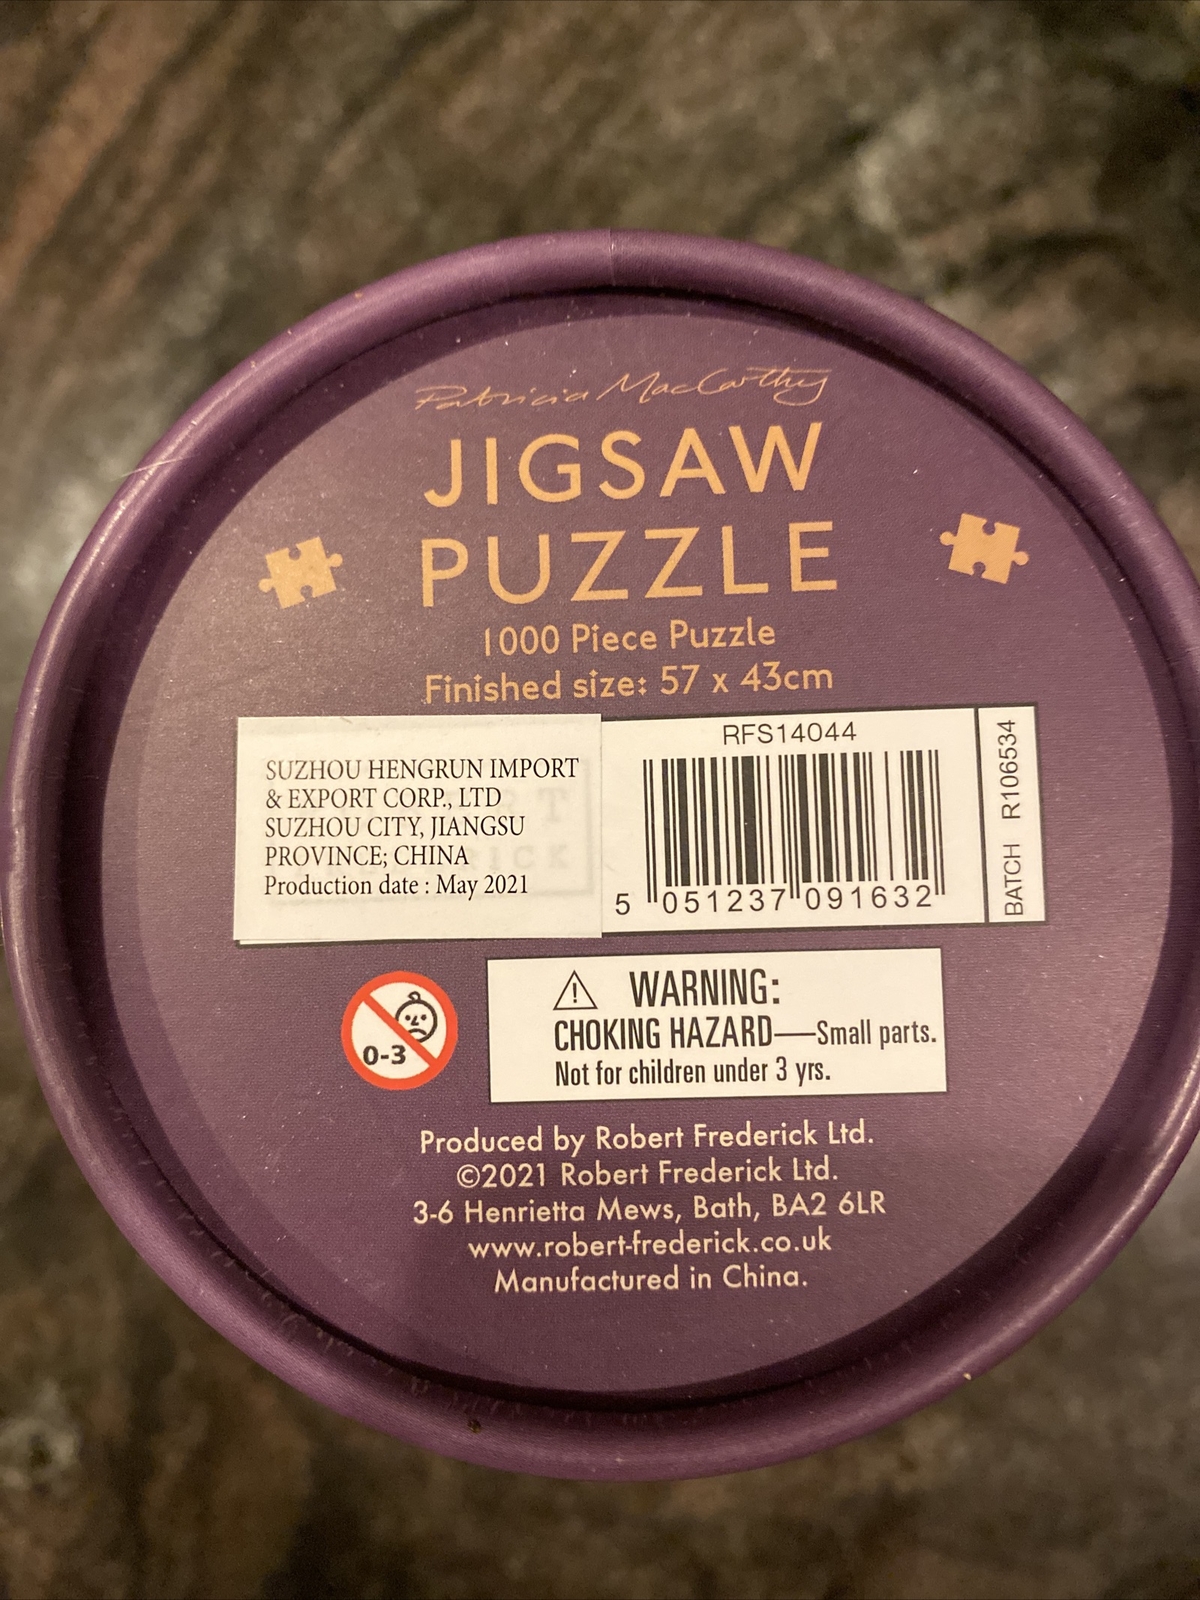 Patricia MacCarthy
JIGSAW
PUZZLE
1000 Piece Puzzle
Finished size: 57 x 43cm
SUZHOU HENGRUN IMPORT
& EXPORT CORP., LTD
SUZHOU CITY, JIANGSU
PROVINCE; CHINA
Production date : May 2021
RFS14044
5 051237 091632
BATCH R106534
0-3
WARNING:
CHOKING HAZARD—Small parts.
Not for children under 3 yrs.
Produced by Robert Frederick Ltd.
©2021 Robert Frederick Ltd.
3-6 Henrietta Mews, Bath, BA2 6LR
www.robert-frederick.co.uk
Manufactured in China.